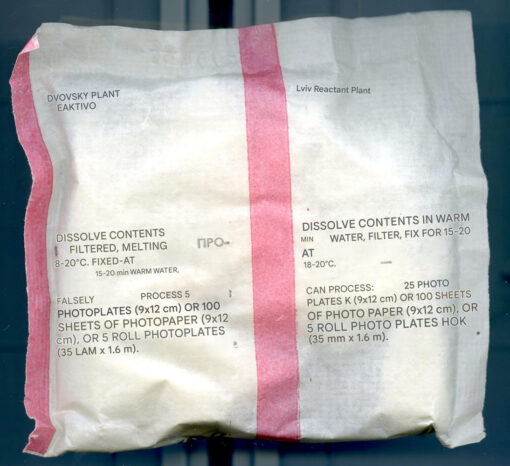 DVOVSKY PLANT
EAKTIVO
DISSOLVE CONTENTS
FILTERED, MELTING
ПРО-
8-20°C. FIXED-AT
15-20 min WARM WATER,
FALSELY PROCESS 5
PHOTOPLATES (9x12 cm) OR 100
SHEETS OF PHOTOPAPER (9x12
cm), OR 5 ROLL PHOTOPLATES
(35 LAM x 1.6 m).
Lviv Reactant Plant
DISSOLVE CONTENTS IN WARM
MIN WATER, FILTER, FIX FOR 15-20
AT
18-20°C.
CAN PROCESS: 25 PHOTO
PLATES K (9x12 cm) OR 100 SHEETS
OF PHOTO PAPER (9x12 cm), OR
5 ROLL PHOTO PLATES HOK
(35 mm x 1.6 m).